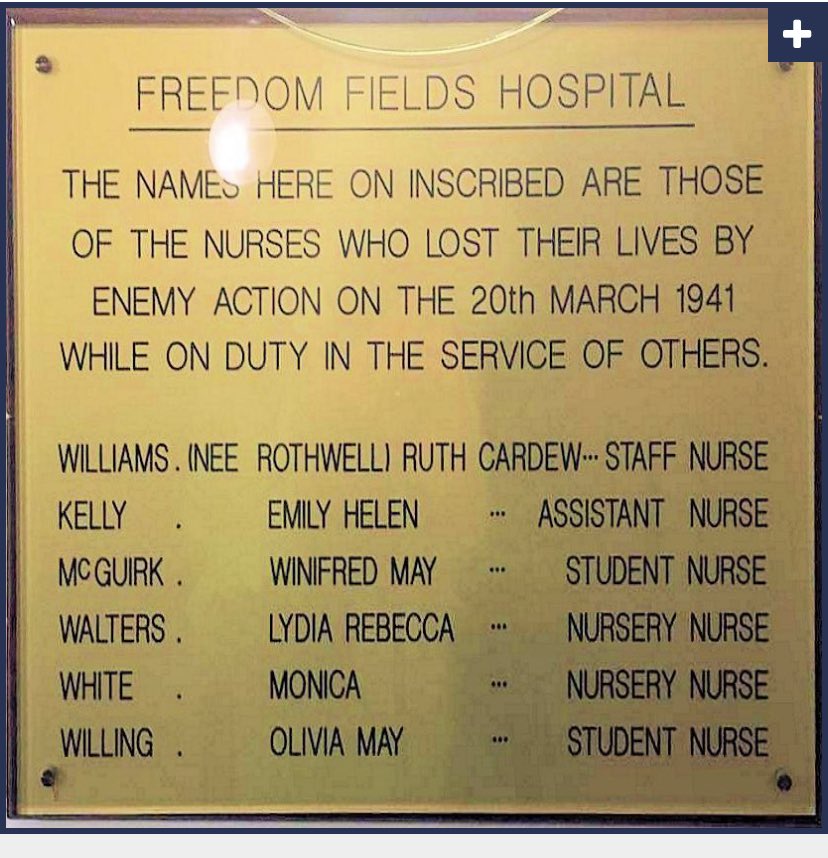 FREEDOM FIELDS HOSPITAL
THE NAMES HERE ON INSCRIBED ARE THOSE
OF THE NURSES WHO LOST THEIR LIVES BY
ENEMY ACTION ON THE 20th MARCH 1941
WHILE ON DUTY IN THE SERVICE OF OTHERS.
WILLIAMS . (NEE ROTHWELL) RUTH CARDEW ... STAFF NURSE
KELLY . EMILY HELEN ... ASSISTANT NURSE
McGUIRK . WINIFRED MAY ... STUDENT NURSE
WALTERS . LYDIA REBECCA ... NURSERY NURSE
WHITE . MONICA ... NURSERY NURSE
WILLING . OLIVIA MAY ... STUDENT NURSE